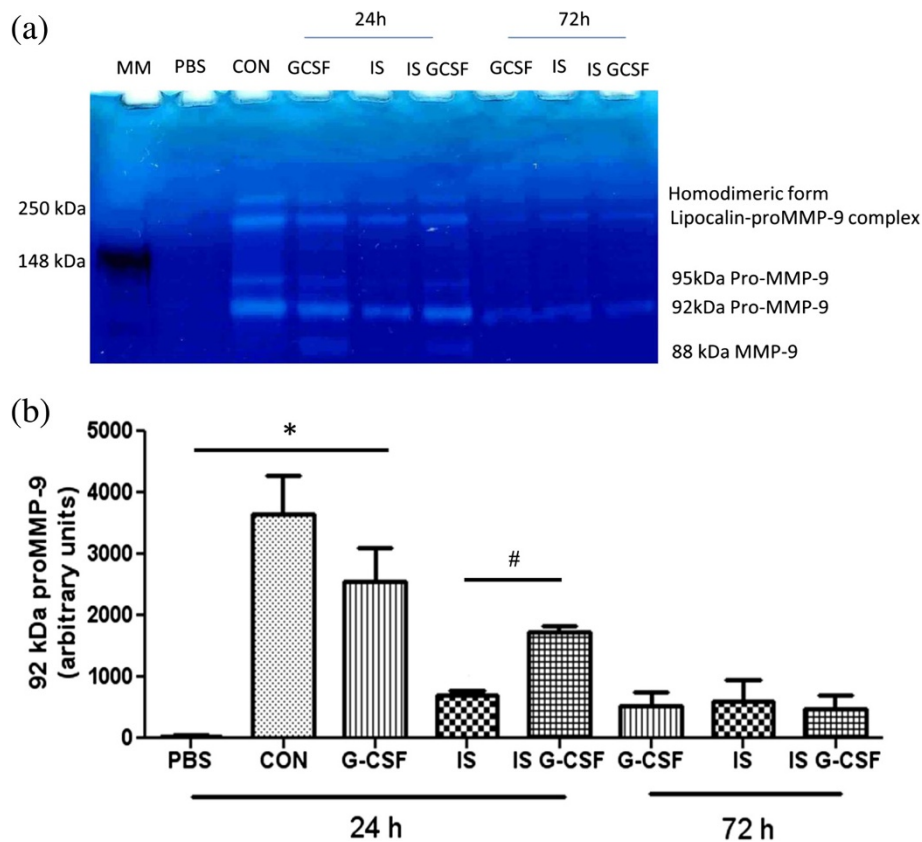 (a)
24h 72h
MM PBS CON GCSF IS IS GCSF GCSF IS IS GCSF
250 kDa
148 kDa
Homodimeric form
Lipocalin-proMMP-9 complex
95kDa Pro-MMP-9
92kDa Pro-MMP-9
88 kDa MMP-9
(b)
92 kDa proMMP-9
(arbitrary units)
5000
4000
3000
2000
1000
0
*
#
PBS CON G-CSF IS IS G-CSF G-CSF IS IS G-CSF
24 h 72 h